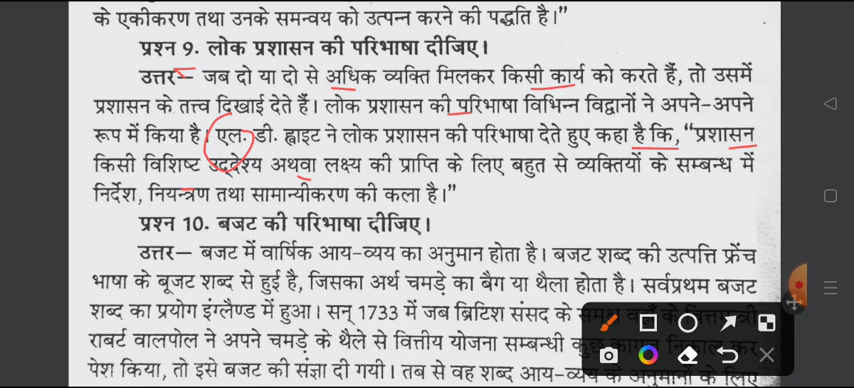 के एकीकरण तथा उनके समन्वय को उत्पन्न करने की पद्धति है।”
प्रश्न 9. लोक प्रशासन की परिभाषा दीजिए।
उत्तर– जब दो या दो से अधिक व्यक्ति मिलकर किसी कार्य को करते हैं, तो उसमें
प्रशासन के तत्त्व दिखाई देते हैं। लोक प्रशासन की परिभाषा विभिन्न विद्वानों ने अपने-अपने
रूप में किया है। एल. डी. ह्वाइट ने लोक प्रशासन की परिभाषा देते हुए कहा है कि, “प्रशासन
किसी विशिष्ट उद्देश्य अथवा लक्ष्य की प्राप्ति के लिए बहुत से व्यक्तियों के सम्बन्ध में
निर्देश, नियन्त्रण तथा सामान्यीकरण की कला है।”
प्रश्न 10. बजट की परिभाषा दीजिए।
उत्तर– बजट में वार्षिक आय-व्यय का अनुमान होता है। बजट शब्द की उत्पत्ति फ्रेंच
भाषा के बूजट शब्द से हुई है, जिसका अर्थ चमड़े का बैग या थैला होता है। सर्वप्रथम बजट
शब्द का प्रयोग इंग्लैण्ड में हुआ। सन् 1733 में जब ब्रिटिश संसद के समक्ष
राबर्ट वालपोल ने अपने चमड़े के थैले से वित्तीय योजना सम्बन्धी कुछ
पेश किया, तो इसे बजट की संज्ञा दी गयी। तब से वह शब्द आय-व्यय के अनुमानों के लिए